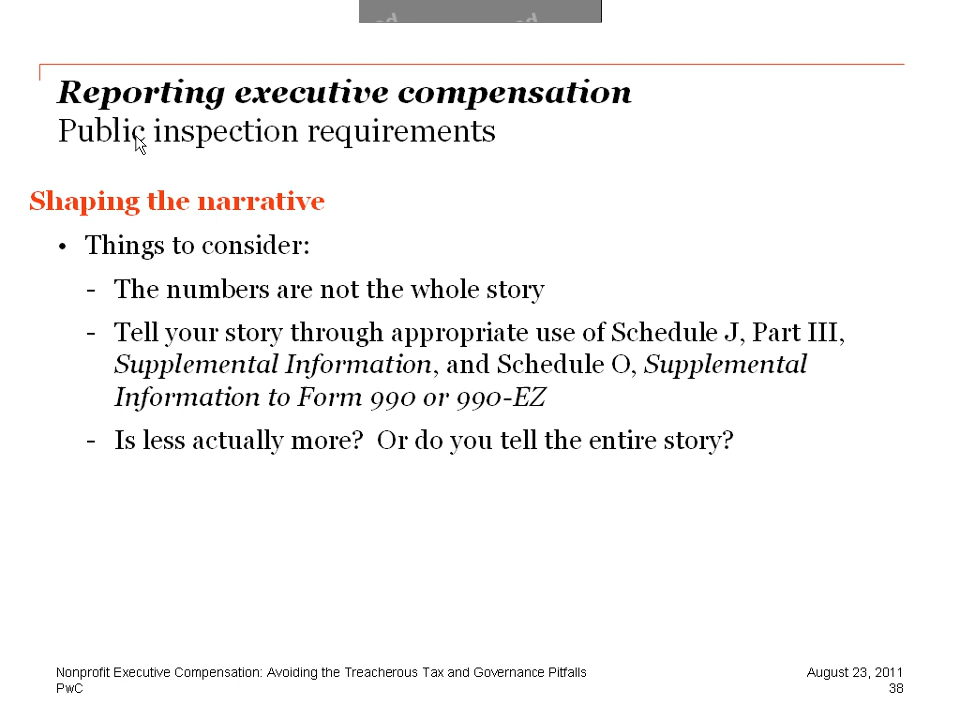 Reporting executive compensation
Public inspection requirements
Shaping the narrative
• Things to consider:
- The numbers are not the whole story
- Tell your story through appropriate use of Schedule J, Part III,
Supplemental Information, and Schedule O, Supplemental
Information to Form 990 or 990-EZ
- Is less actually more?  Or do you tell the entire story?
Nonprofit Executive Compensation: Avoiding the Treacherous Tax and Governance Pitfalls
August 23, 2011
PwC
38